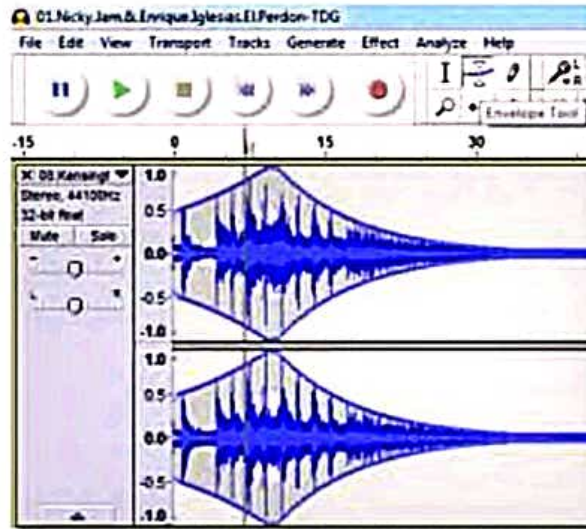 01.Nicky.Jam.&.Enrique.Iglesias.El.Perdon-TDG
File Edit View Transport Tracks Generate Effect Analyze Help
Envelope Tool
-15 0 15 30
X 08 Kensingt
Stereo, 44100Hz
32-bit float
Mute Solo
- +
L R
1.0
0.5
0.0
-0.5
-1.0
1.0
0.5
0.0
-0.5
-1.0